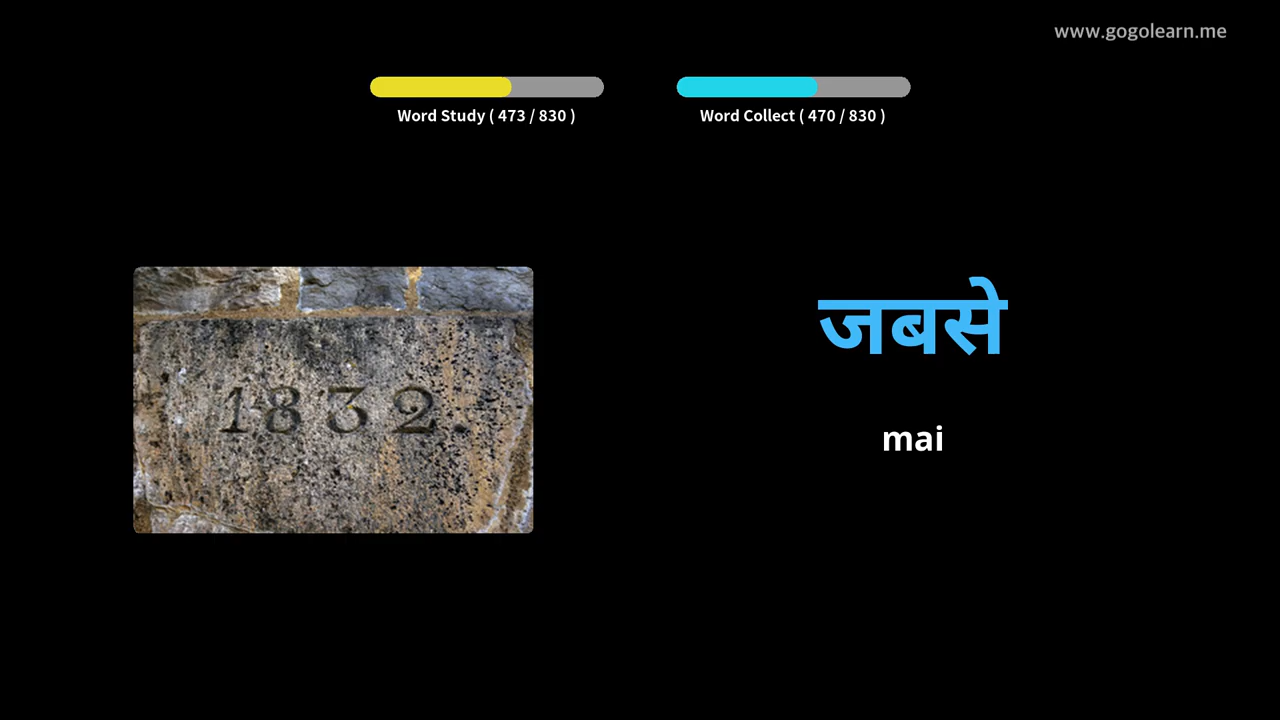 www.gogolearn.me
Word Study ( 473 / 830 )
Word Collect ( 470 / 830 )
1832.
जबसे
mai